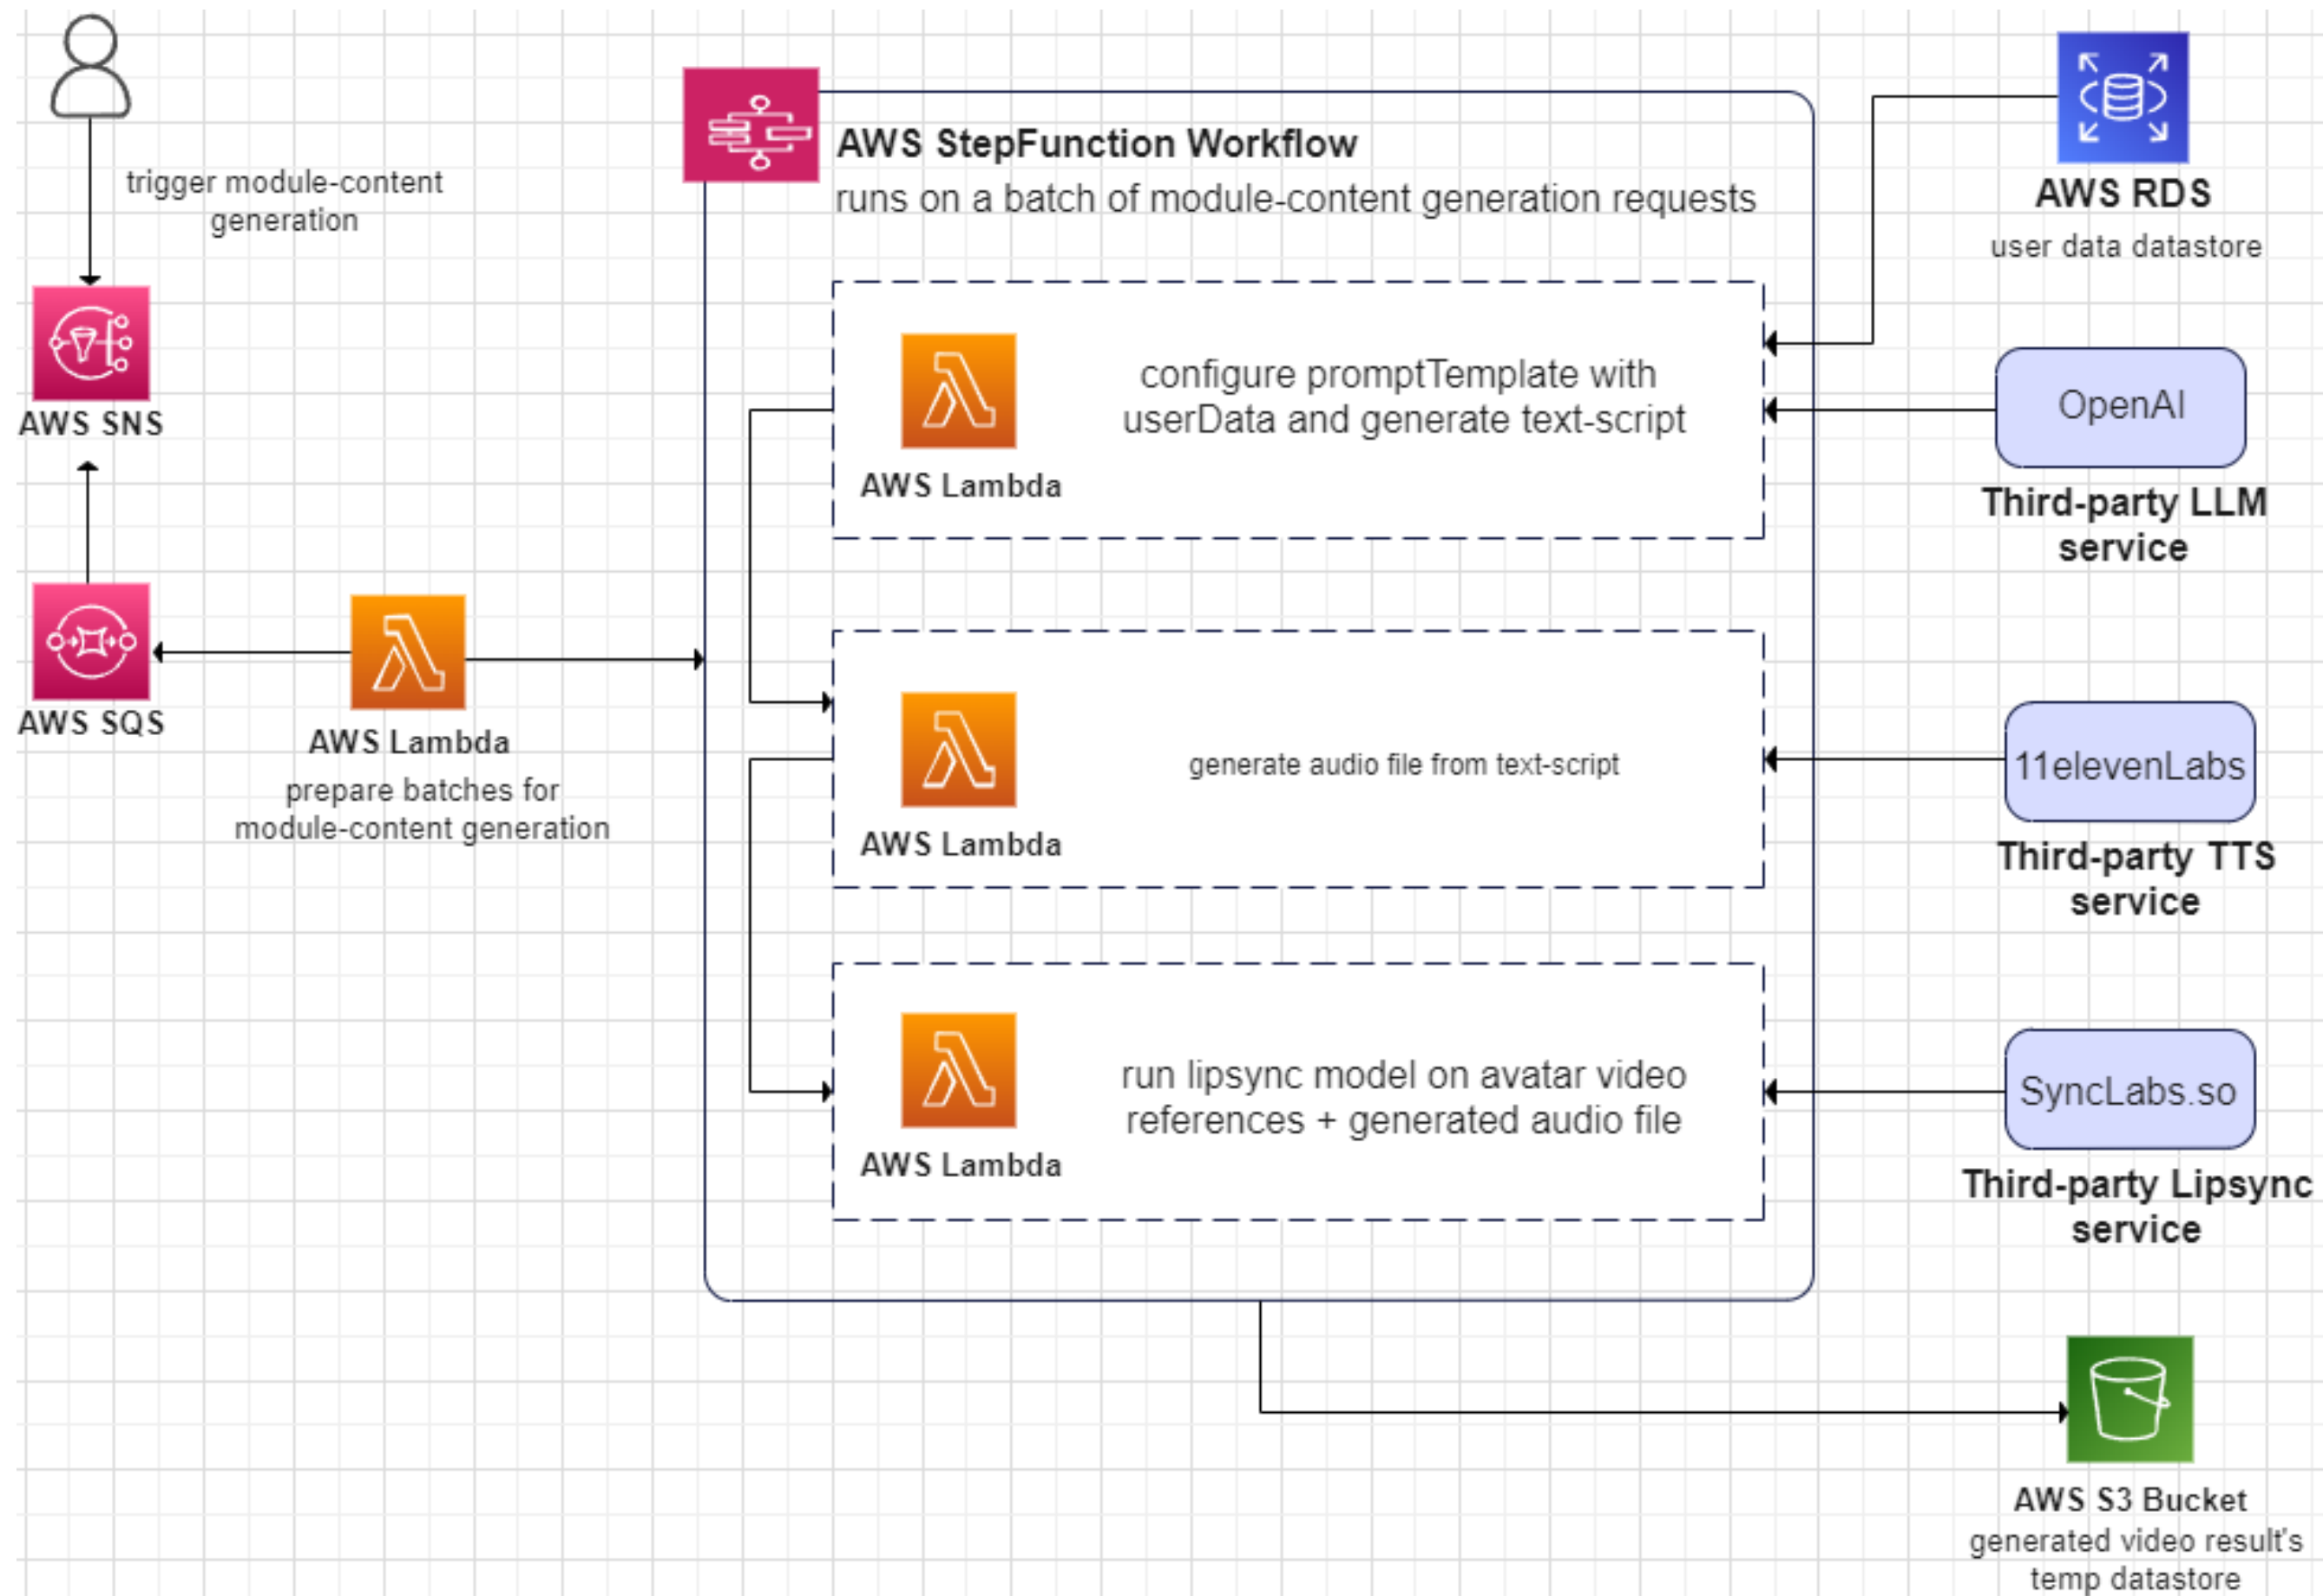 trigger module-content
generation
AWS SNS
AWS SQS
AWS Lambda
prepare batches for
module-content generation
AWS StepFunction Workflow
runs on a batch of module-content generation requests
configure promptTemplate with
userData and generate text-script
AWS Lambda
generate audio file from text-script
AWS Lambda
run lipsync model on avatar video
references + generated audio file
AWS Lambda
AWS RDS
user data datastore
OpenAI
Third-party LLM
service
11elevenLabs
Third-party TTS
service
SyncLabs.so
Third-party Lipsync
service
AWS S3 Bucket
generated video result's
temp datastore